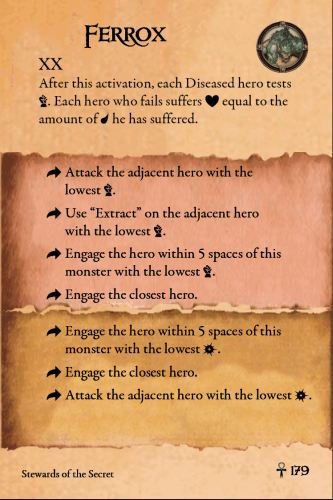 FERROX
XX
After this activation, each Diseased hero tests
. Each hero who fails suffers ♥ equal to the
amount of he has suffered.
Attack the adjacent hero with the
lowest .
Use “Extract” on the adjacent hero
with the lowest .
Engage the hero within 5 spaces of this
monster with the lowest .
Engage the closest hero.
Engage the hero within 5 spaces of this
monster with the lowest .
Engage the closest hero.
Attack the adjacent hero with the lowest .
Stewards of the Secret
179